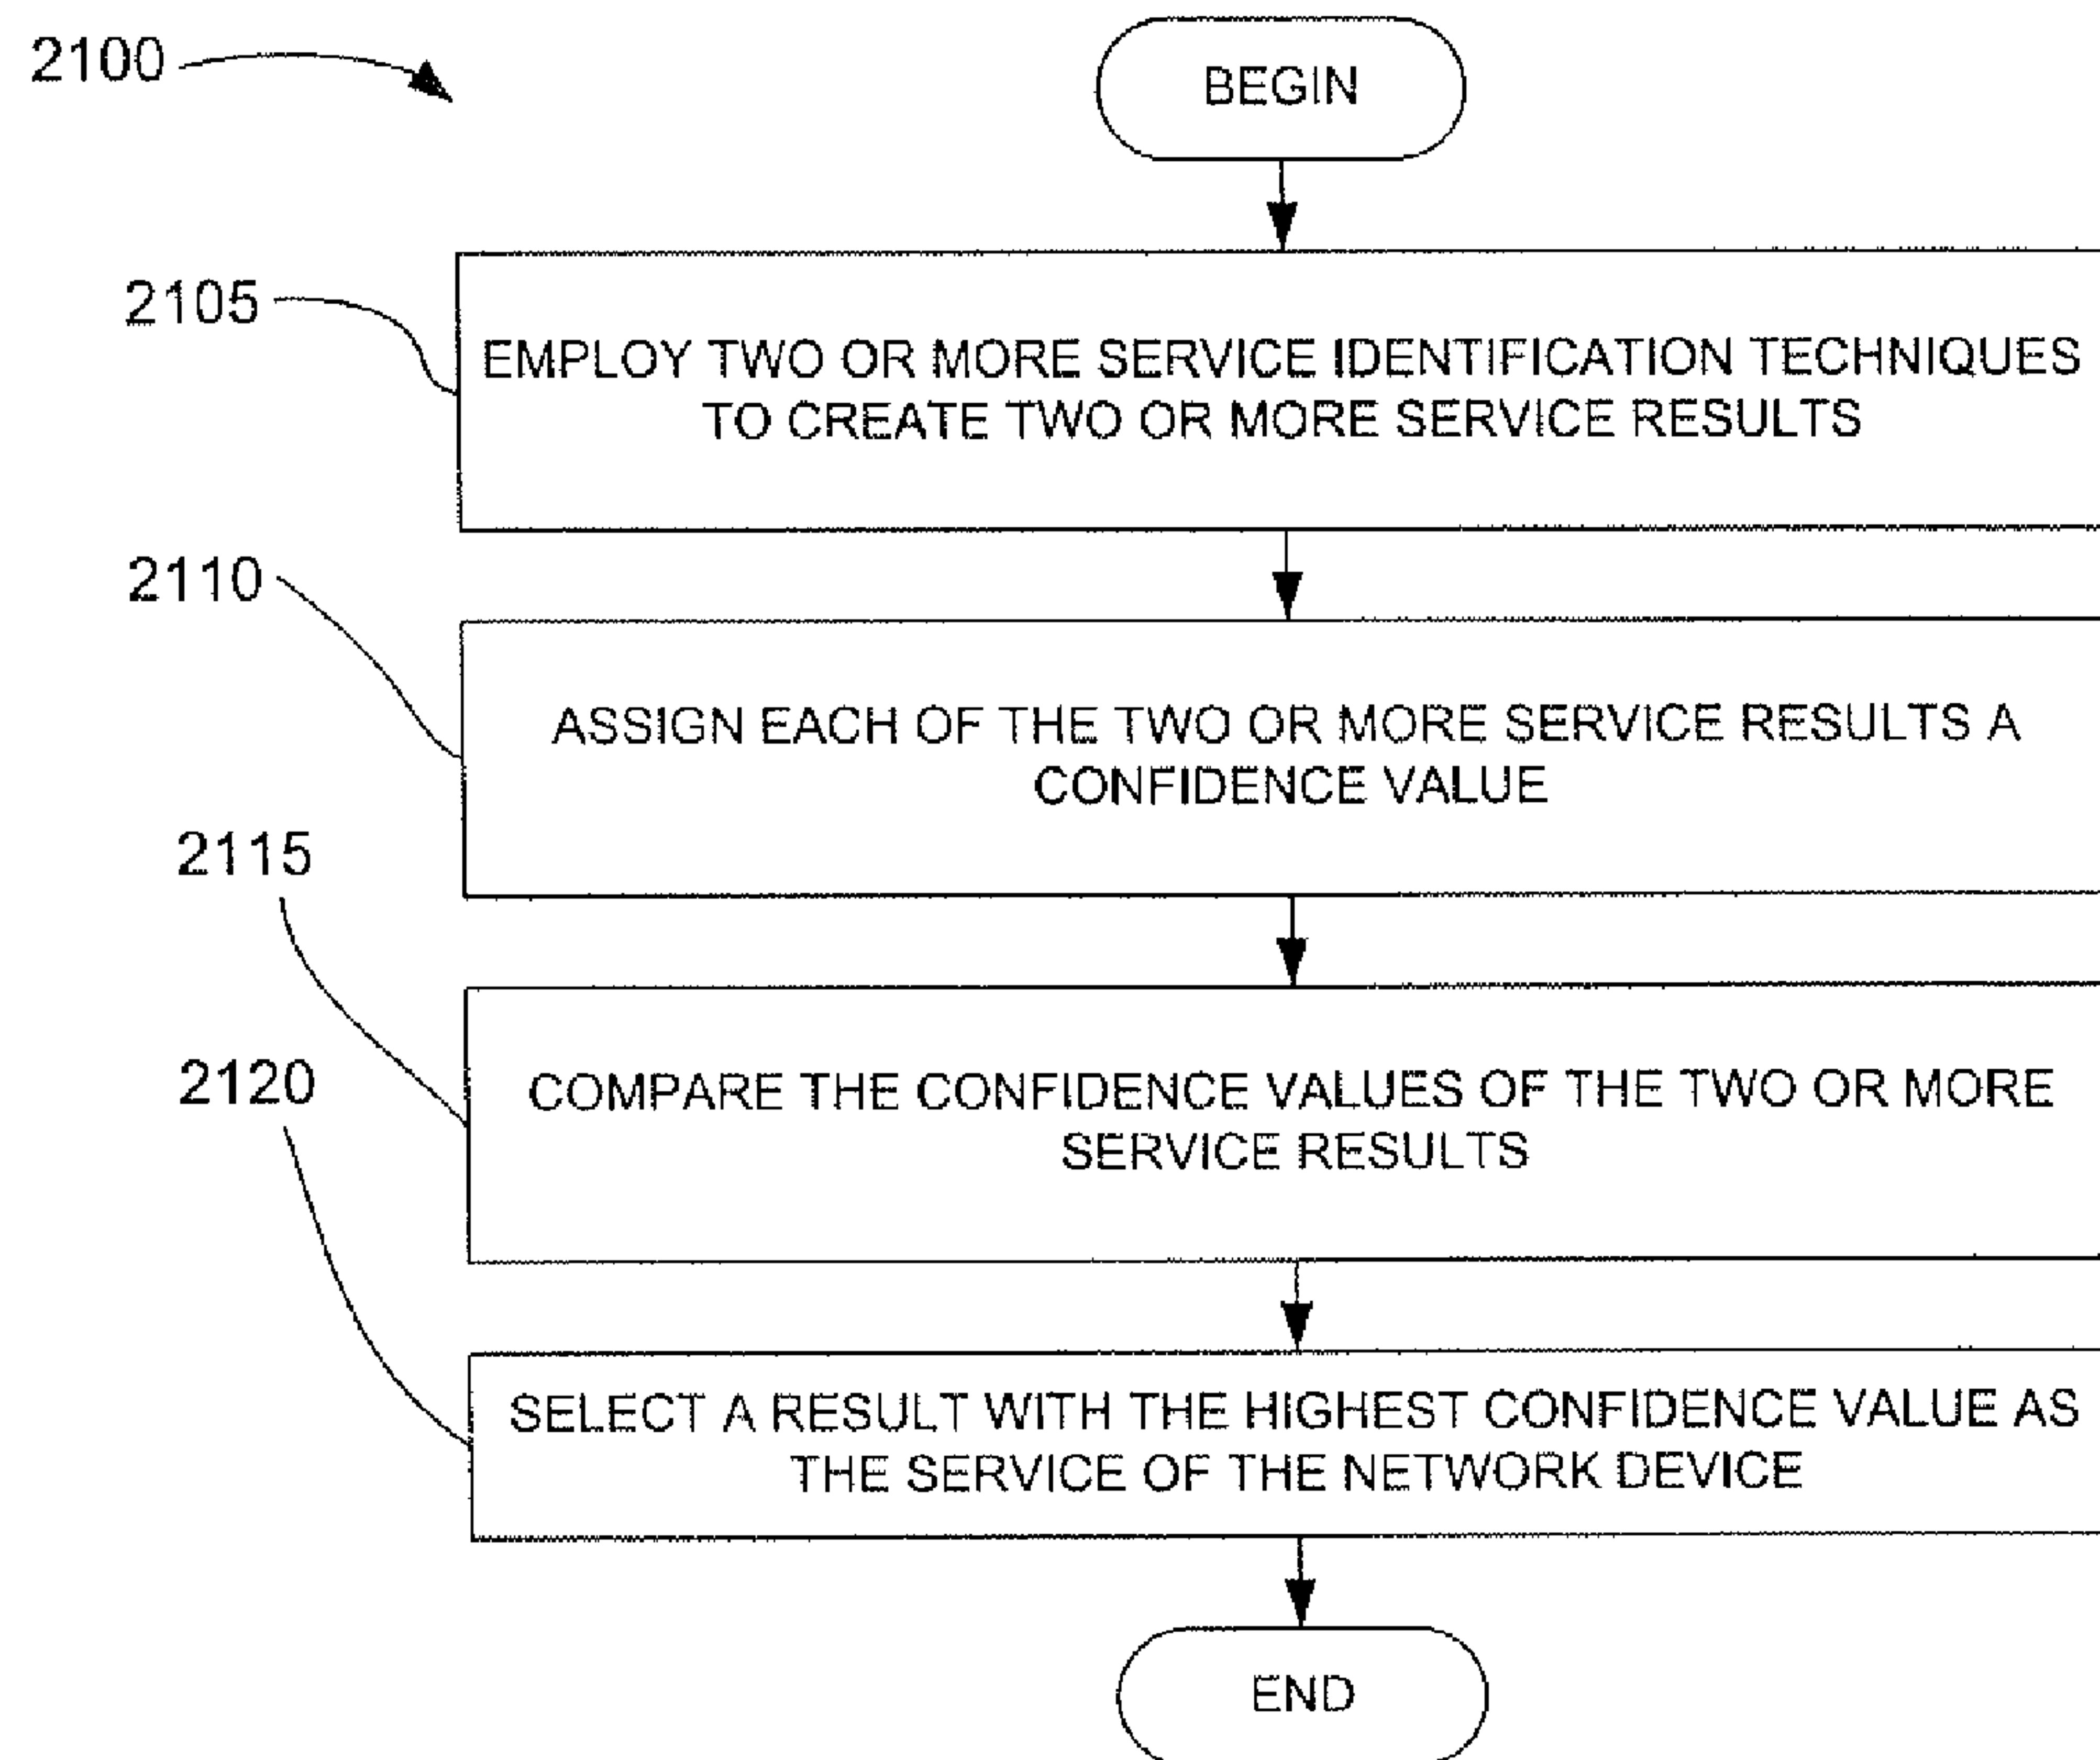 2100
BEGIN
2105
EMPLOY TWO OR MORE SERVICE IDENTIFICATION TECHNIQUES
TO CREATE TWO OR MORE SERVICE RESULTS
2110
ASSIGN EACH OF THE TWO OR MORE SERVICE RESULTS A
CONFIDENCE VALUE
2115
COMPARE THE CONFIDENCE VALUES OF THE TWO OR MORE
SERVICE RESULTS
2120
SELECT A RESULT WITH THE HIGHEST CONFIDENCE VALUE AS
THE SERVICE OF THE NETWORK DEVICE
END